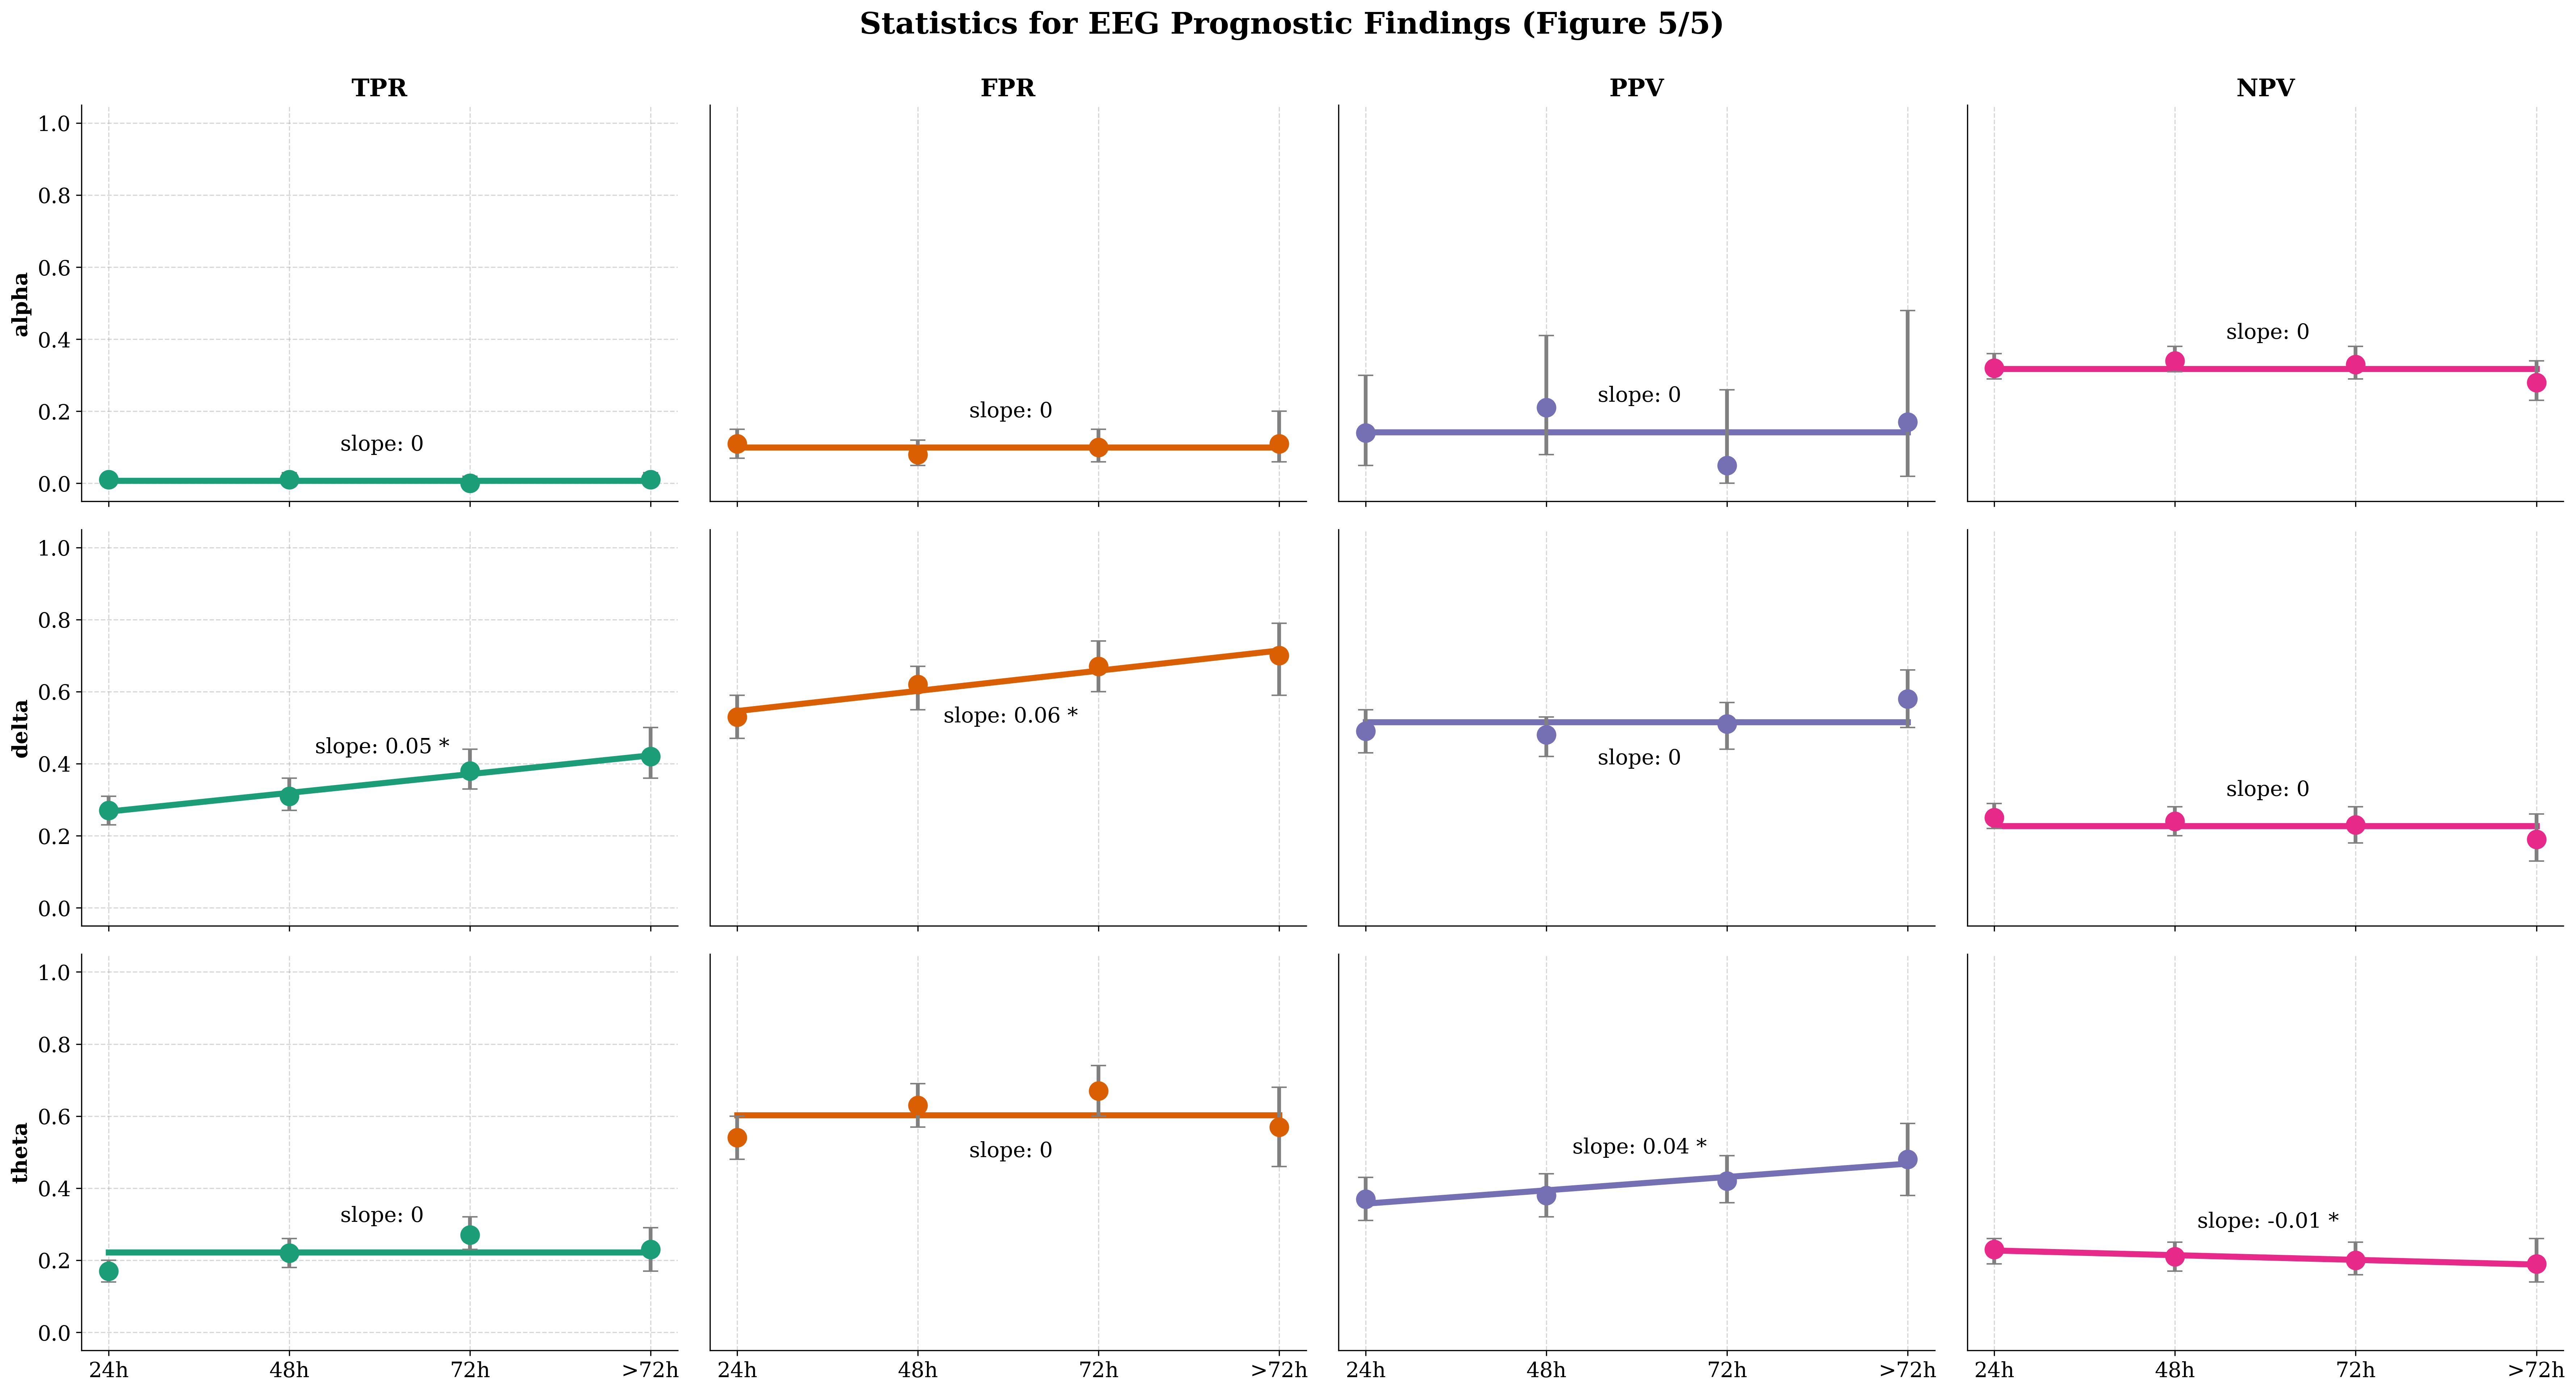 Statistics for EEG Prognostic Findings (Figure 5/5)
TPR
FPR
PPV
NPV
alpha
1.0
0.8
0.6
0.4
0.2
0.0
slope: 0
slope: 0
slope: 0
slope: 0
delta
1.0
0.8
0.6
0.4
0.2
0.0
slope: 0.05 *
slope: 0.06 *
slope: 0
slope: 0
theta
1.0
0.8
0.6
0.4
0.2
0.0
slope: 0
slope: 0
slope: 0.04 *
slope: -0.01 *
24h 48h 72h >72h
24h 48h 72h >72h
24h 48h 72h >72h
24h 48h 72h >72h